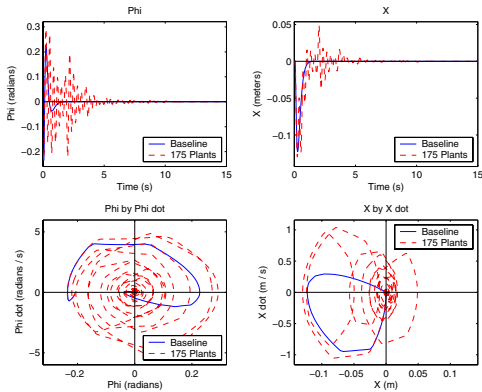 Phi
0.3
0.2
0.1
0
−0.1
−0.2
Phi (radians)
0
5
10
15
Time (s)
Baseline
175 Plants
X
0.05
0
−0.05
−0.1
X (meters)
0
5
10
15
Time (s)
Baseline
175 Plants
Phi by Phi dot
5
0
−5
Phi dot (radians / s)
−0.2
0
0.2
Phi (radians)
Baseline
175 Plants
X by X dot
1
0.5
0
−0.5
−1
X dot (m / s)
−0.1
−0.05
0
0.05
0.1
X (m)
Baseline
175 Plants